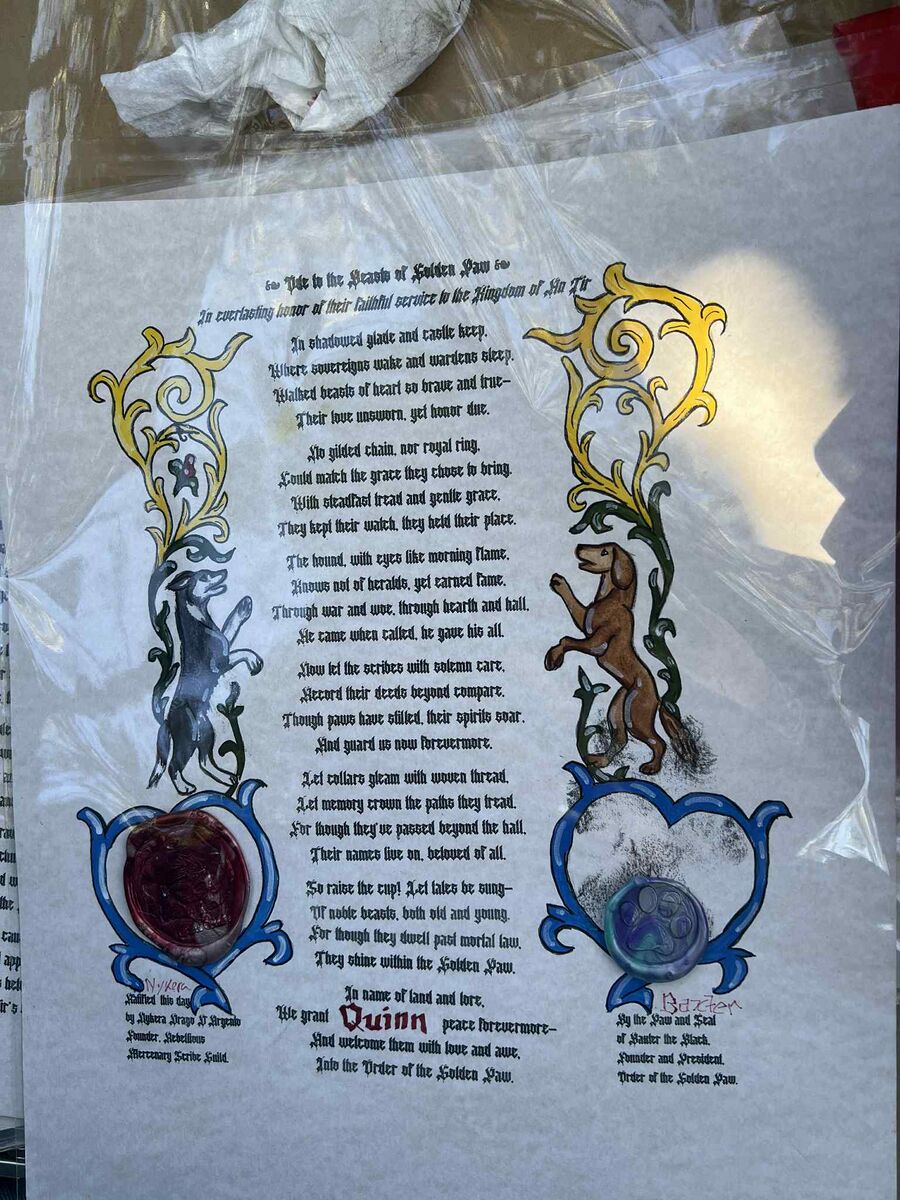 Ode to the Beasts of Golden Paw
In everlasting honor of their faithful service to the Kingdom of An Tir
In shadowed glade and castle keep,
Where sovereigns wake and wardens sleep,
Walked beasts of heart so brave and true—
Their love unsworn, yet honor due.
No gilded chain, nor royal ring,
Could match the grace they chose to bring.
With steadfast tread and gentle grace,
They kept their watch, they held their place.
The hound, with eyes like morning flame,
Knows not of heralds, yet earned fame.
Through war and woe, through hearth and hall,
He came when called, he gave his all.
Now let the scribes with solemn care,
Record their deeds beyond compare.
Though paws have stilled, their spirits soar,
And guard us now forevermore.
Let collars gleam with woven thread,
Let memory crown the paths they tread.
For though they've passed beyond the hall,
Their names live on, beloved of all.
So raise the cup! Let tales be sung—
Of noble beasts, both old and young.
For though they dwell past mortal law,
They shine within the Golden Paw.
In name of land and lore,
We grant Quinn peace forevermore—
And welcome them with love and awe,
Into the Order of the Golden Paw.
Nykera
Ratified this day
by Nykera Drago D'Argenlo
Founder, Rebellious
Mercenary Scribe Guild.
Baxter
By the Paw and Seal
of Baxter the Black,
Founder and President,
Order of the Golden Paw.